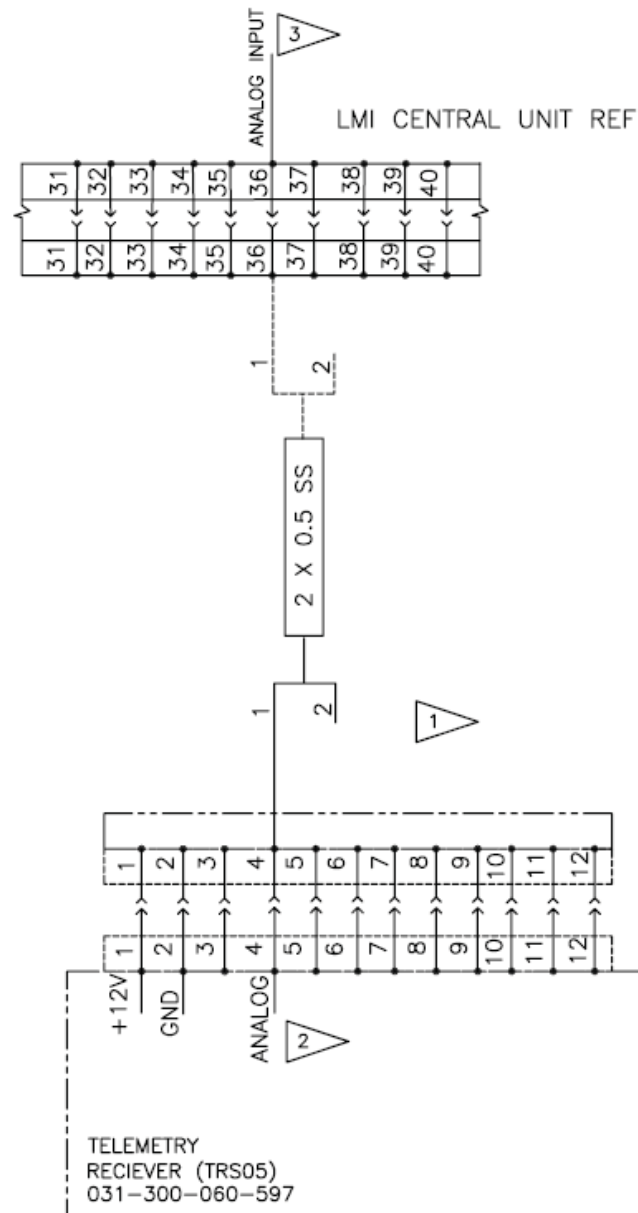 ANALOG INPUT
3
LMI CENTRAL UNIT REF
31 32 33 34 35 36 37 38 39 40
31 32 33 34 35 36 37 38 39 40
1 2
2 X 0.5 SS
1 2
1
1 2 3 4 5 6 7 8 9 10 11 12
1 2 3 4 5 6 7 8 9 10 11 12
+12V GND ANALOG
2
TELEMETRY
RECIEVER (TRS05)
031-300-060-597